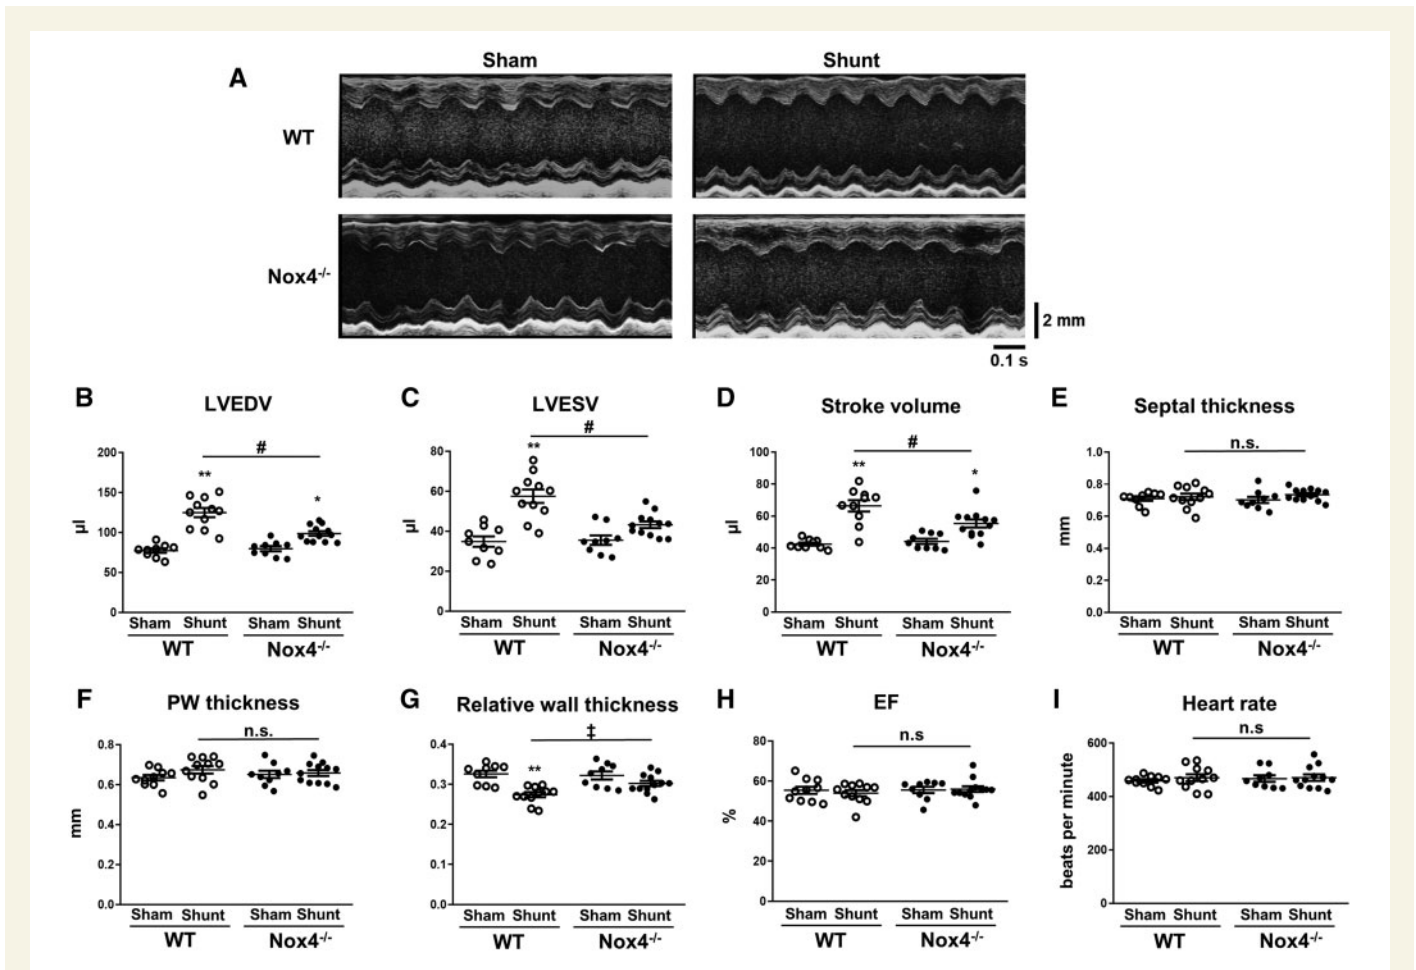 A
Sham Shunt
WT
Nox4-/-
2 mm
0.1 s
B LVEDV
#
**
*
µl
200
150
100
50
0
Sham Shunt Sham Shunt
WT Nox4-/-
C LVESV
#
**
µl
80
60
40
20
0
Sham Shunt Sham Shunt
WT Nox4-/-
D Stroke volume
#
**
*
µl
100
80
60
40
20
0
Sham Shunt Sham Shunt
WT Nox4-/-
E Septal thickness
n.s.
mm
1.0
0.8
0.6
0.4
0.2
0.0
Sham Shunt Sham Shunt
WT Nox4-/-
F PW thickness
n.s.
mm
0.8
0.6
0.4
0.2
0.0
Sham Shunt Sham Shunt
WT Nox4-/-
G Relative wall thickness
‡
**
0.4
0.3
0.2
0.1
0.0
Sham Shunt Sham Shunt
WT Nox4-/-
H EF
n.s
%
80
60
40
20
0
Sham Shunt Sham Shunt
WT Nox4-/-
I Heart rate
n.s
beats per minute
600
400
200
0
Sham Shunt Sham Shunt
WT Nox4-/-